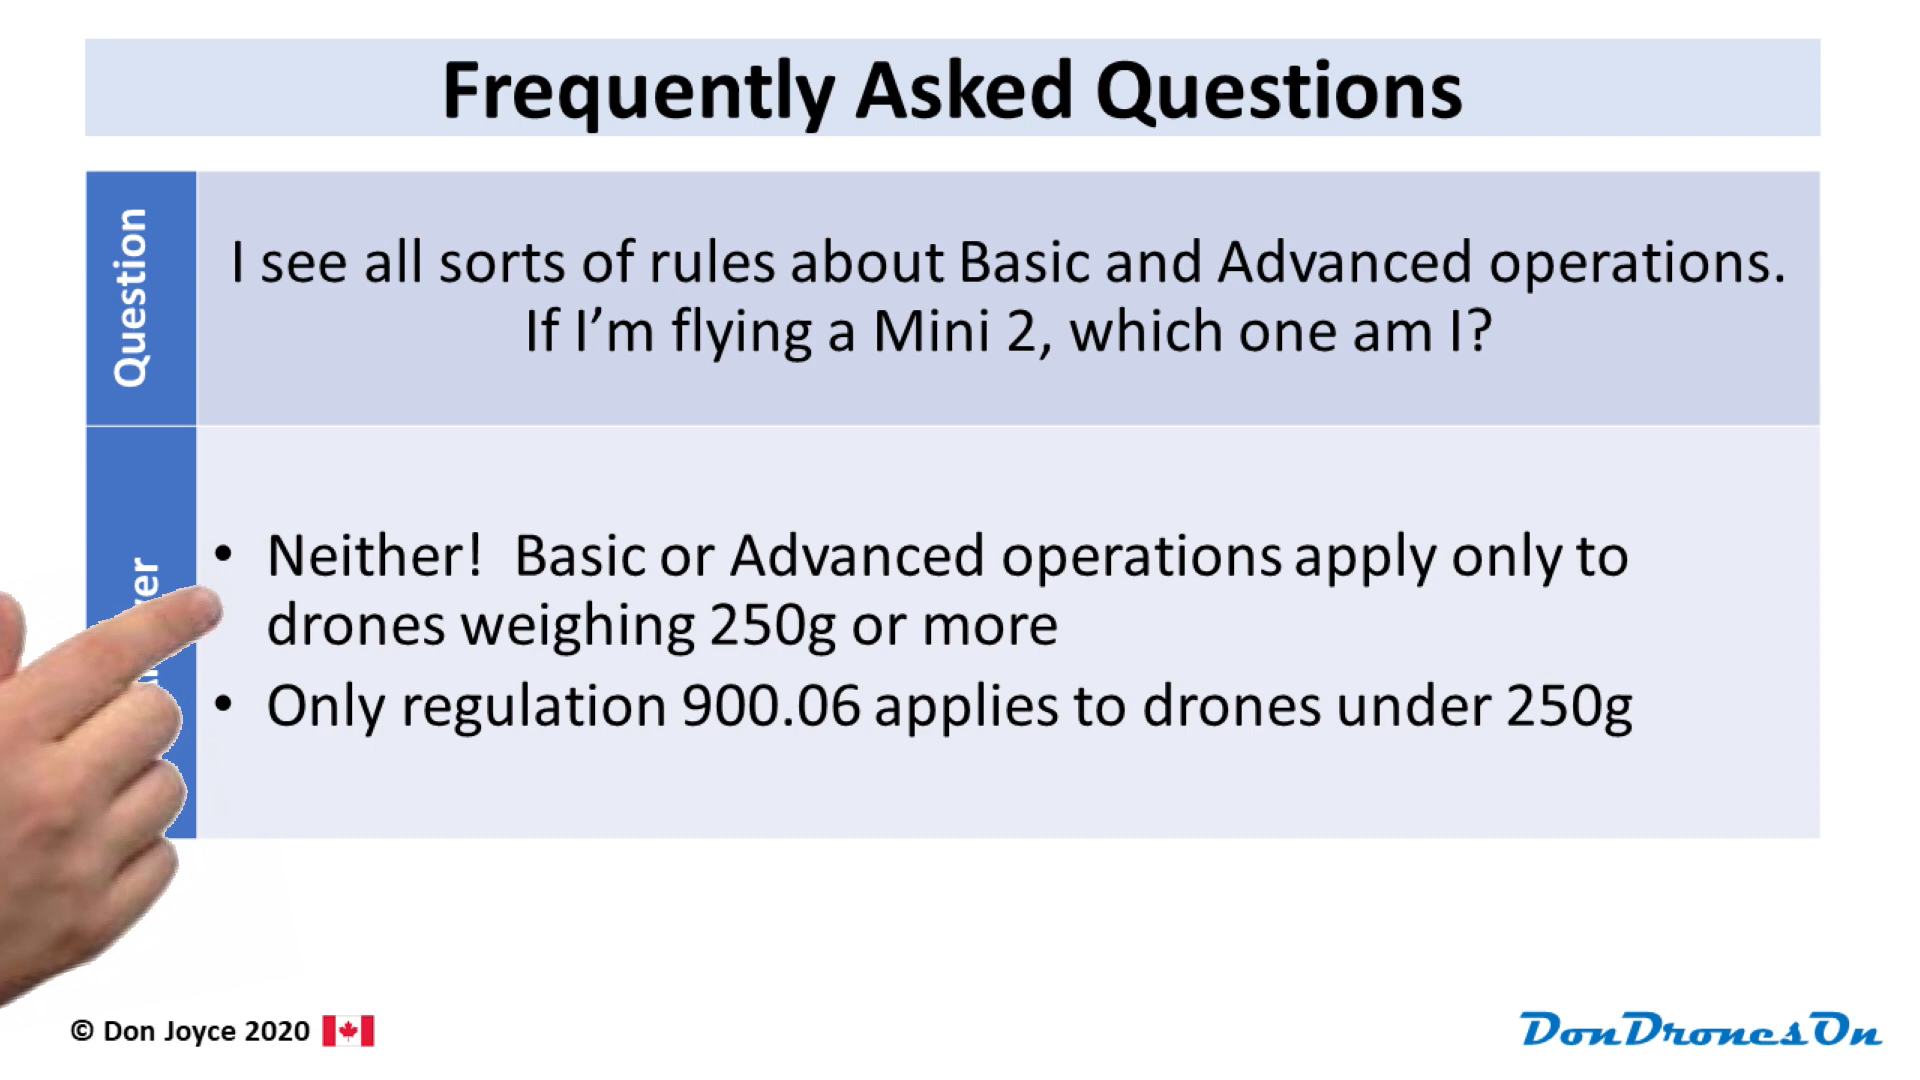 Frequently Asked Questions
Question
I see all sorts of rules about Basic and Advanced operations.
If I’m flying a Mini 2, which one am I?
• Neither!  Basic or Advanced operations apply only to
drones weighing 250g or more
• Only regulation 900.06 applies to drones under 250g
© Don Joyce 2020
DonDronesOn